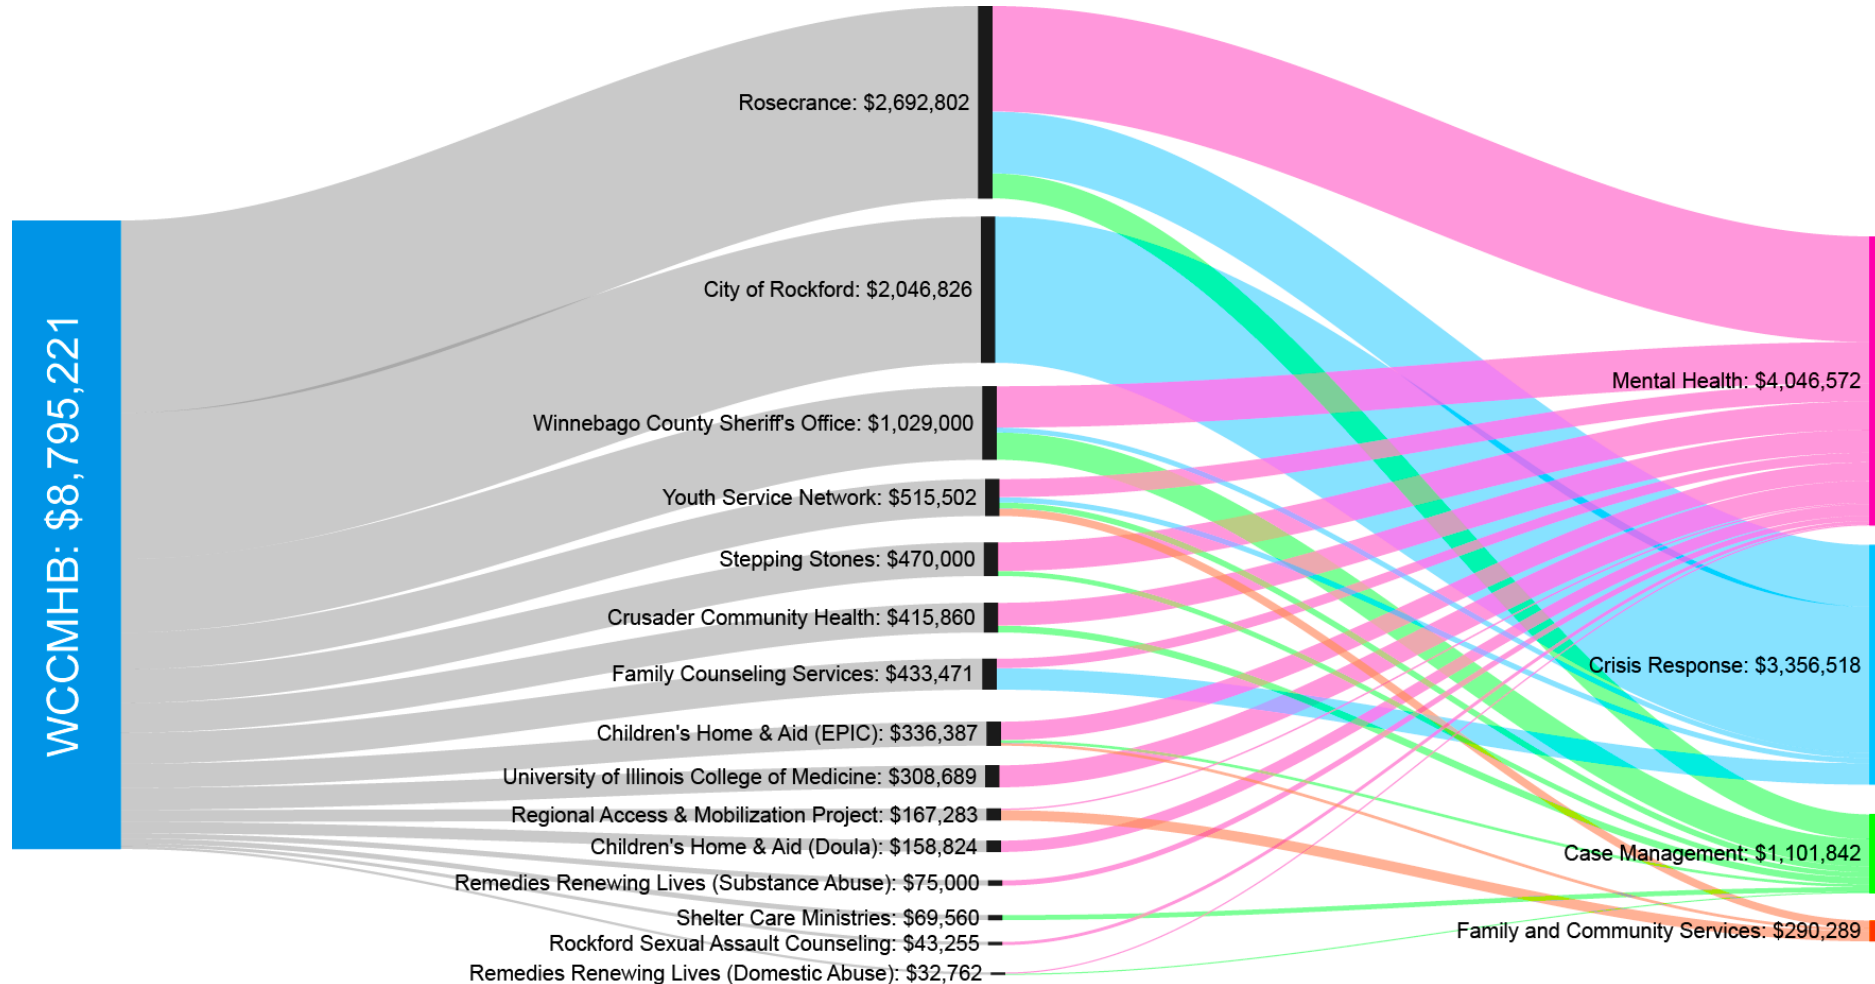 WCCMHB: $8,795,221
Rosecrance: $2,692,802
City of Rockford: $2,046,826
Winnebago County Sheriff's Office: $1,029,000
Youth Service Network: $515,502
Stepping Stones: $470,000
Crusader Community Health: $415,860
Family Counseling Services: $433,471
Children's Home & Aid (EPIC): $336,387
University of Illinois College of Medicine: $308,689
Regional Access & Mobilization Project: $167,283
Children's Home & Aid (Doula): $158,824
Remedies Renewing Lives (Substance Abuse): $75,000
Shelter Care Ministries: $69,560
Rockford Sexual Assault Counseling: $43,255
Remedies Renewing Lives (Domestic Abuse): $32,762
Mental Health: $4,046,572
Crisis Response: $3,356,518
Case Management: $1,101,842
Family and Community Services: $290,289